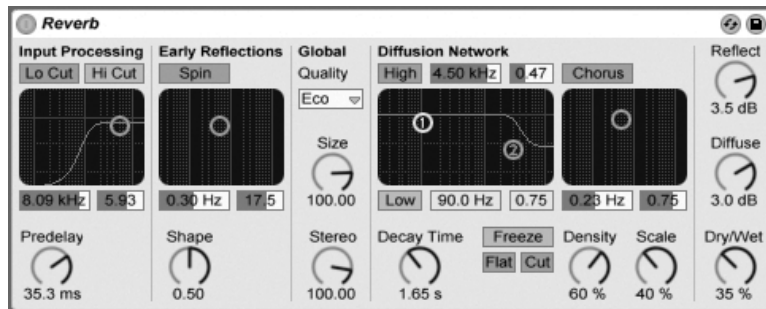 Reverb
Input Processing
Lo Cut Hi Cut
8.09 kHz 5.93
Predelay
35.3 ms
Early Reflections
Spin
0.30 Hz 17.5
Shape
0.50
Global
Quality
Eco
Size
100.00
Stereo
100.00
Diffusion Network
High 4.50 kHz 0.47 Chorus
1
2
Low 90.0 Hz 0.75 0.23 Hz 0.75
Decay Time
1.65 s
Freeze
Flat Cut
Density
60 %
Scale
40 %
Reflect
3.5 dB
Diffuse
3.0 dB
Dry/Wet
35 %